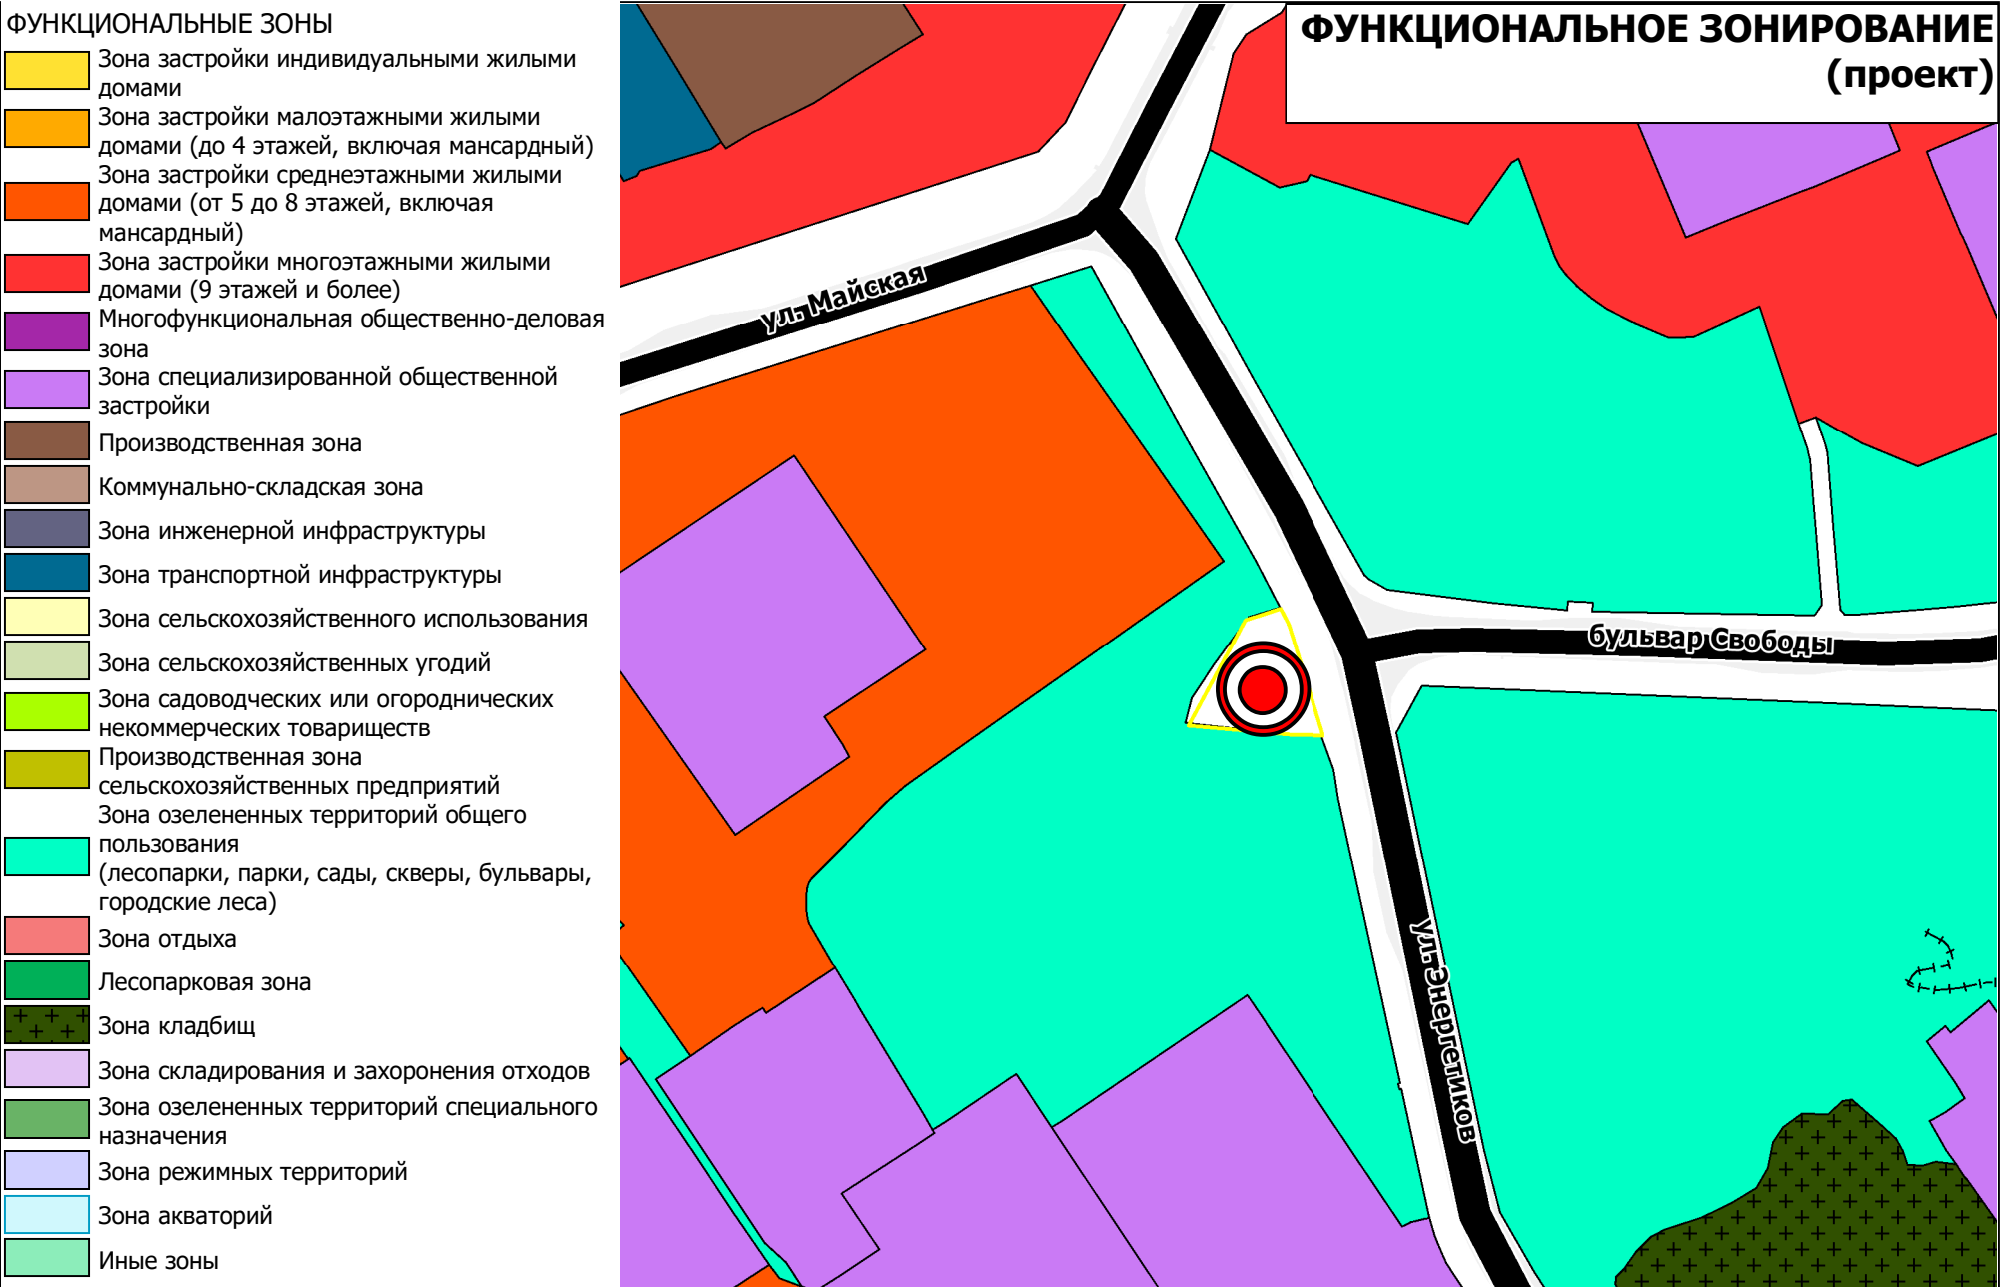 ФУНКЦИОНАЛЬНЫЕ ЗОНЫ
Зона застройки индивидуальными жилыми
домами
Зона застройки малоэтажными жилыми
домами (до 4 этажей, включая мансардный)
Зона застройки среднеэтажными жилыми
домами (от 5 до 8 этажей, включая
мансардный)
Зона застройки многоэтажными жилыми
домами (9 этажей и более)
Многофункциональная общественно-деловая
зона
Зона специализированной общественной
застройки
Производственная зона
Коммунально-складская зона
Зона инженерной инфраструктуры
Зона транспортной инфраструктуры
Зона сельскохозяйственного использования
Зона сельскохозяйственных угодий
Зона садоводческих или огороднических
некоммерческих товариществ
Производственная зона
сельскохозяйственных предприятий
Зона озелененных территорий общего
пользования
(лесопарки, парки, сады, скверы, бульвары,
городские леса)
Зона отдыха
Лесопарковая зона
Зона кладбищ
Зона складирования и захоронения отходов
Зона озелененных территорий специального
назначения
Зона режимных территорий
Зона акваторий
Иные зоны
ФУНКЦИОНАЛЬНОЕ ЗОНИРОВАНИЕ
(проект)
ул. Майская
бульвар Свободы
ул. Энергетиков